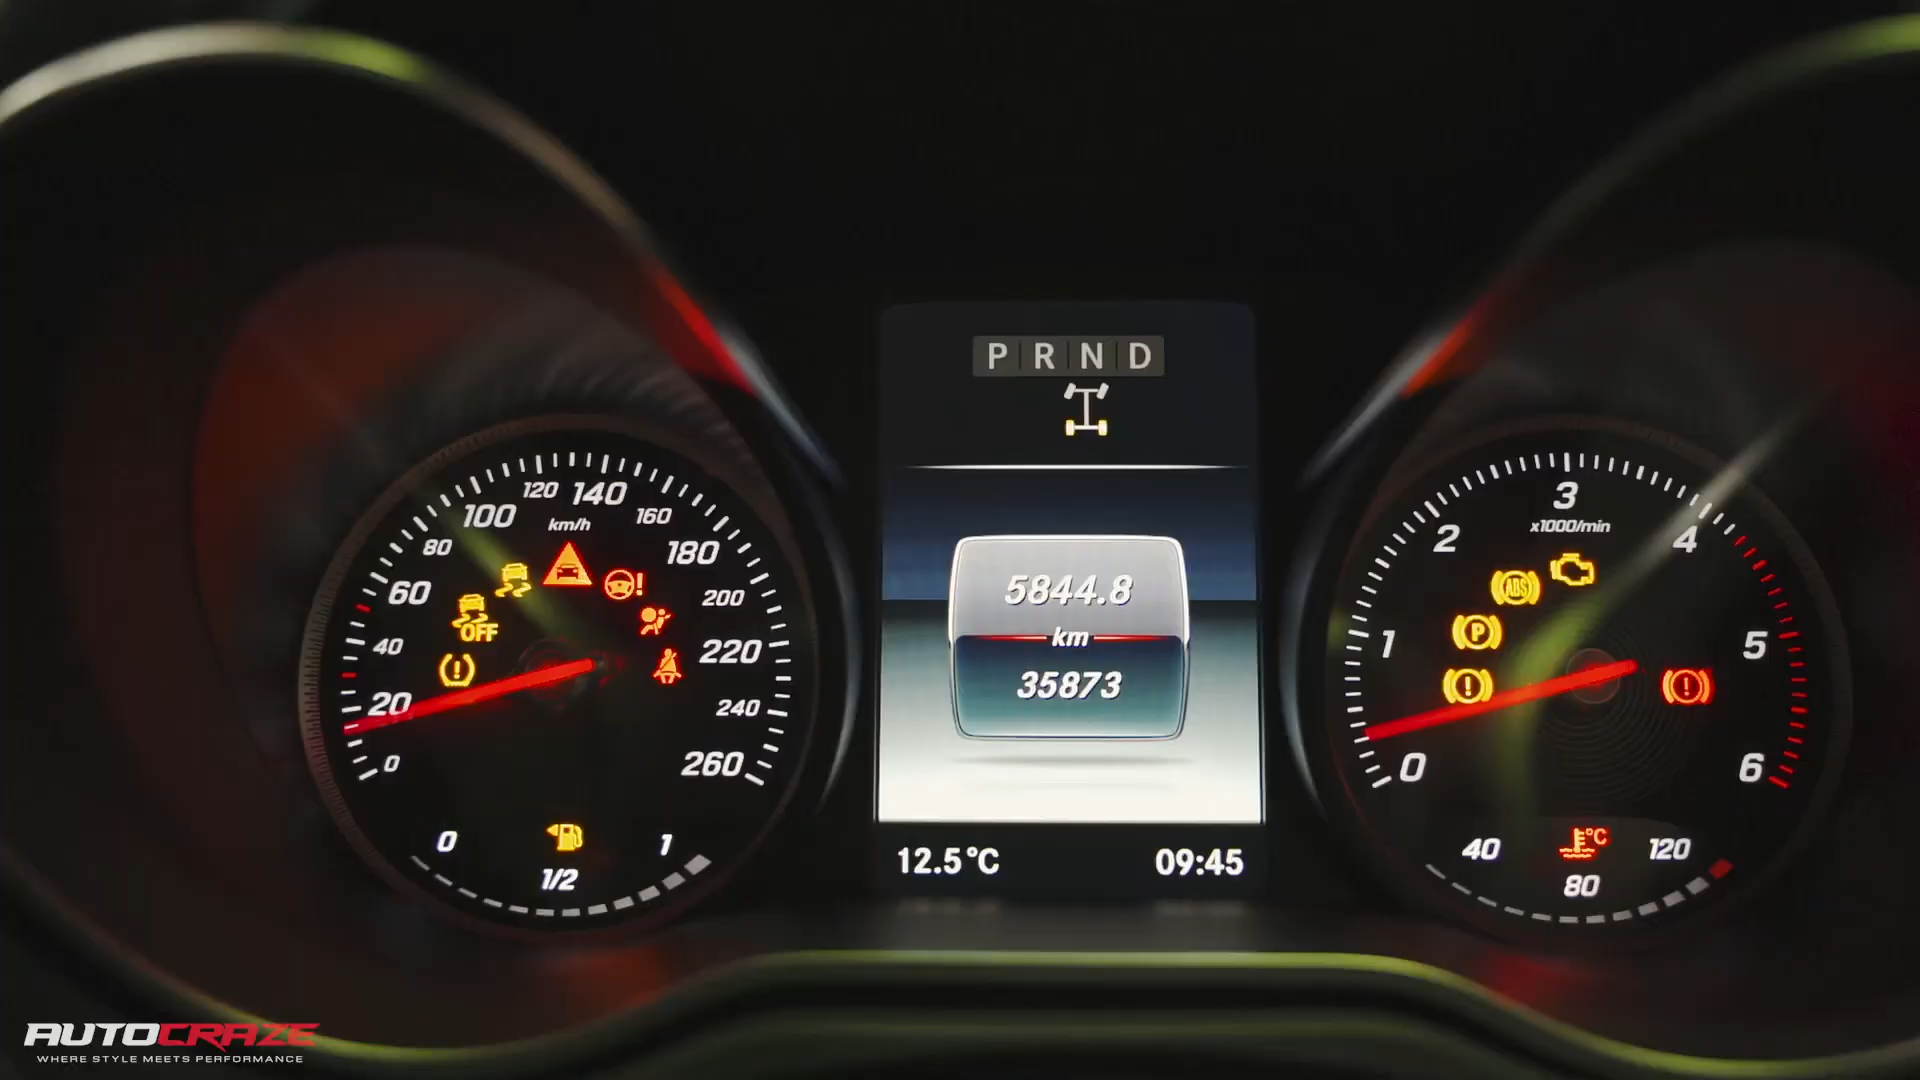 P R N D
120 140
100 160
km/h
80 180
60 200
OFF
40 220
20 240
0 260
0 1
1/2
5844.8
km
35873
12.5°C 09:45
3
x1000/min
2 4
ABS
P
1 5
0 6
°C
40 120
80
AUTOCRAZE
WHERE STYLE MEETS PERFORMANCE